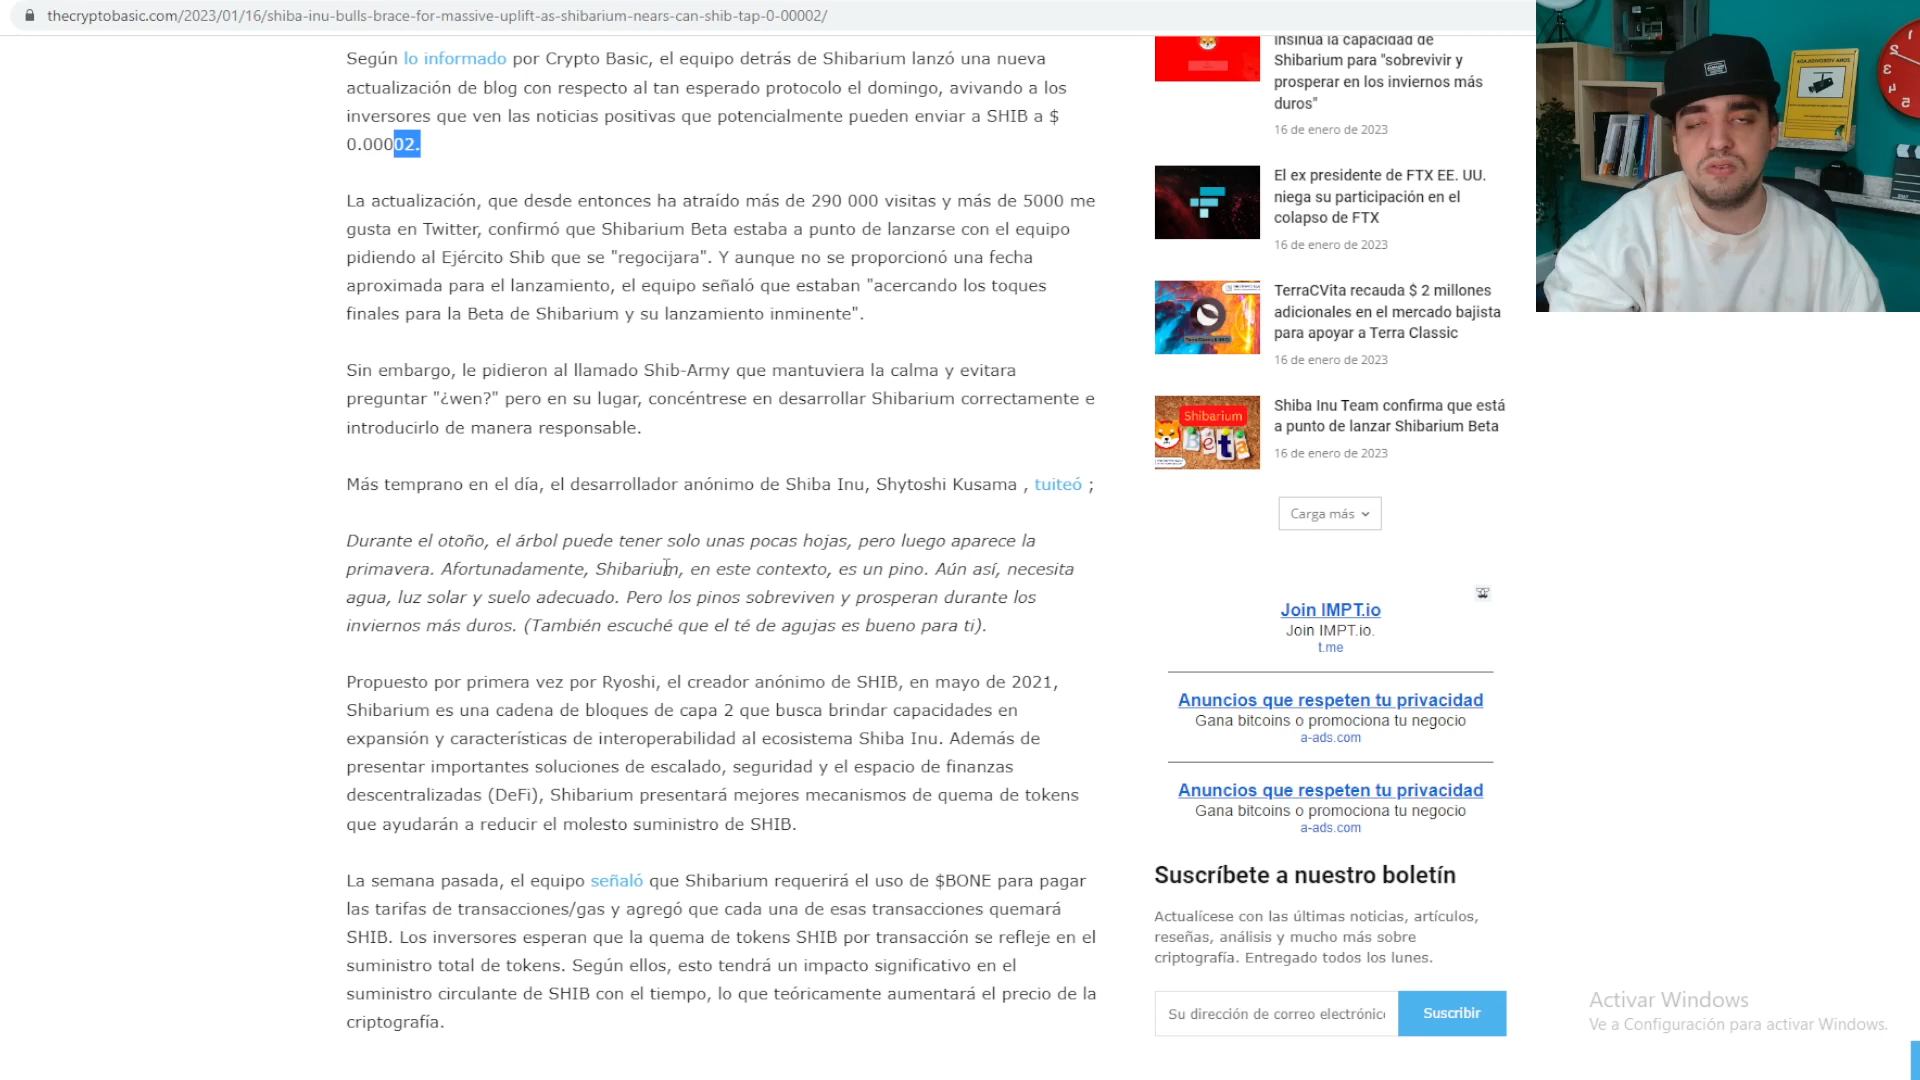 thecryptobasic.com/2023/01/16/shiba-inu-bulls-brace-for-massive-uplift-as-shibarium-nears-can-shib-tap-0-00002/
Según lo informado por Crypto Basic, el equipo detrás de Shibarium lanzó una nueva
actualización de blog con respecto al tan esperado protocolo el domingo, avivando a los
inversores que ven las noticias positivas que potencialmente pueden enviar a SHIB a $
0.00002.
La actualización, que desde entonces ha atraído más de 290 000 visitas y más de 5000 me
gusta en Twitter, confirmó que Shibarium Beta estaba a punto de lanzarse con el equipo
pidiendo al Ejército Shib que se "regocijara". Y aunque no se proporcionó una fecha
aproximada para el lanzamiento, el equipo señaló que estaban "acercando los toques
finales para la Beta de Shibarium y su lanzamiento inminente".
Sin embargo, le pidieron al llamado Shib-Army que mantuviera la calma y evitara
preguntar "¿wen?" pero en su lugar, concéntrese en desarrollar Shibarium correctamente e
introducirlo de manera responsable.
Más temprano en el día, el desarrollador anónimo de Shiba Inu, Shytoshi Kusama , tuiteó ;
Durante el otoño, el árbol puede tener solo unas pocas hojas, pero luego aparece la
primavera. Afortunadamente, Shibarium, en este contexto, es un pino. Aún así, necesita
agua, luz solar y suelo adecuado. Pero los pinos sobreviven y prosperan durante los
inviernos más duros. (También escuché que el té de agujas es bueno para ti).
Propuesto por primera vez por Ryoshi, el creador anónimo de SHIB, en mayo de 2021,
Shibarium es una cadena de bloques de capa 2 que busca brindar capacidades en
expansión y características de interoperabilidad al ecosistema Shiba Inu. Además de
presentar importantes soluciones de escalado, seguridad y el espacio de finanzas
descentralizadas (DeFi), Shibarium presentará mejores mecanismos de quema de tokens
que ayudarán a reducir el molesto suministro de SHIB.
La semana pasada, el equipo señaló que Shibarium requerirá el uso de $BONE para pagar
las tarifas de transacciones/gas y agregó que cada una de esas transacciones quemará
SHIB. Los inversores esperan que la quema de tokens SHIB por transacción se refleje en el
suministro total de tokens. Según ellos, esto tendrá un impacto significativo en el
suministro circulante de SHIB con el tiempo, lo que teóricamente aumentará el precio de la
criptografía.
insinúa la capacidad de
Shibarium para "sobrevivir y
prosperar en los inviernos más
duros"
16 de enero de 2023
El ex presidente de FTX EE. UU.
niega su participación en el
colapso de FTX
16 de enero de 2023
TerraCVita recauda $ 2 millones
adicionales en el mercado bajista
para apoyar a Terra Classic
16 de enero de 2023
Shibarium
Beta
Shiba Inu Team confirma que está
a punto de lanzar Shibarium Beta
16 de enero de 2023
Carga más
Join IMPT.io
Join IMPT.io.
t.me
Anuncios que respeten tu privacidad
Gana bitcoins o promociona tu negocio
a-ads.com
Anuncios que respeten tu privacidad
Gana bitcoins o promociona tu negocio
a-ads.com
Suscríbete a nuestro boletín
Actualícese con las últimas noticias, artículos,
reseñas, análisis y mucho más sobre
criptografía. Entregado todos los lunes.
Su dirección de correo electrónico
Suscribir
Activar Windows
Ve a Configuración para activar Windows.